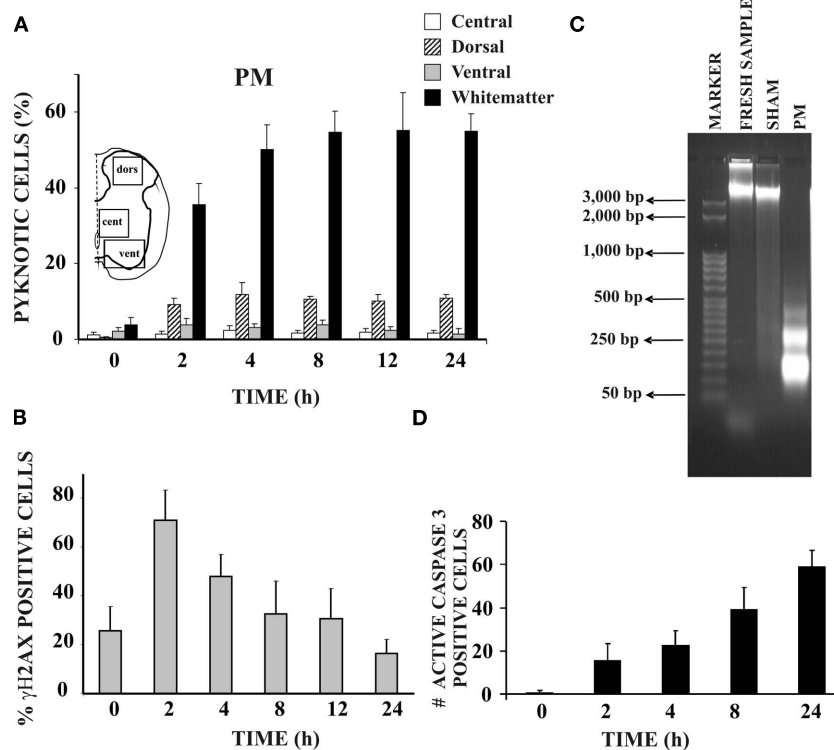 A
PM
Central
Dorsal
Ventral
Whitematter
PYKNOTIC CELLS (%)
60
40
20
0
dors
cent
vent
0 2 4 8 12 24
TIME (h)
C
MARKER
FRESH SAMPLE
SHAM
PM
3,000 bp
2,000 bp
1,000 bp
500 bp
250 bp
50 bp
B
% γH2AX POSITIVE CELLS
80
60
40
20
0
0 2 4 8 12 24
TIME (h)
D
# ACTIVE CASPASE 3
POSITIVE CELLS
80
60
40
20
0
0 2 4 8 24
TIME (h)